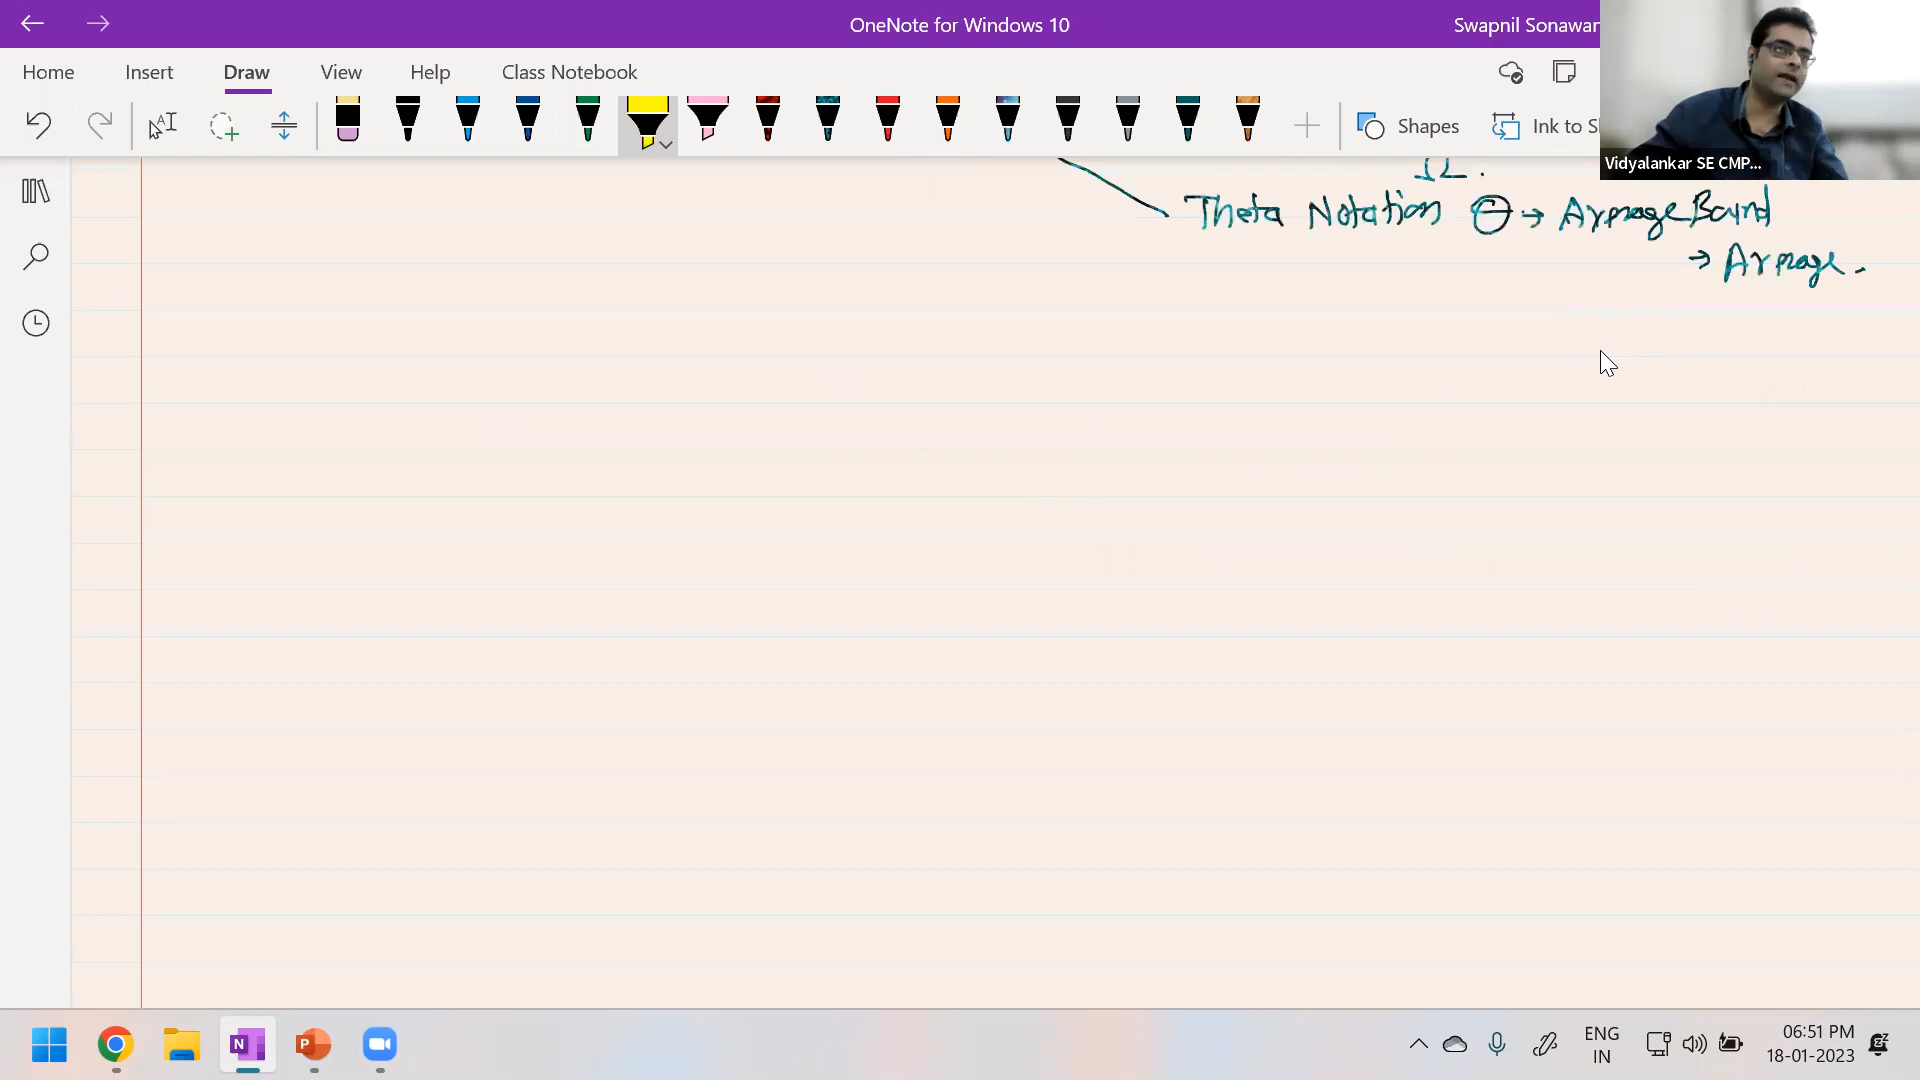 OneNote for Windows 10
Swapnil Sonawan
Home Insert Draw View Help Class Notebook
Shapes
Ink to S
Vidyalankar SE CMP...
Ω.
Theta Notation Θ → Average Bound
→ Average.
ENG
IN
06:51 PM
18-01-2023